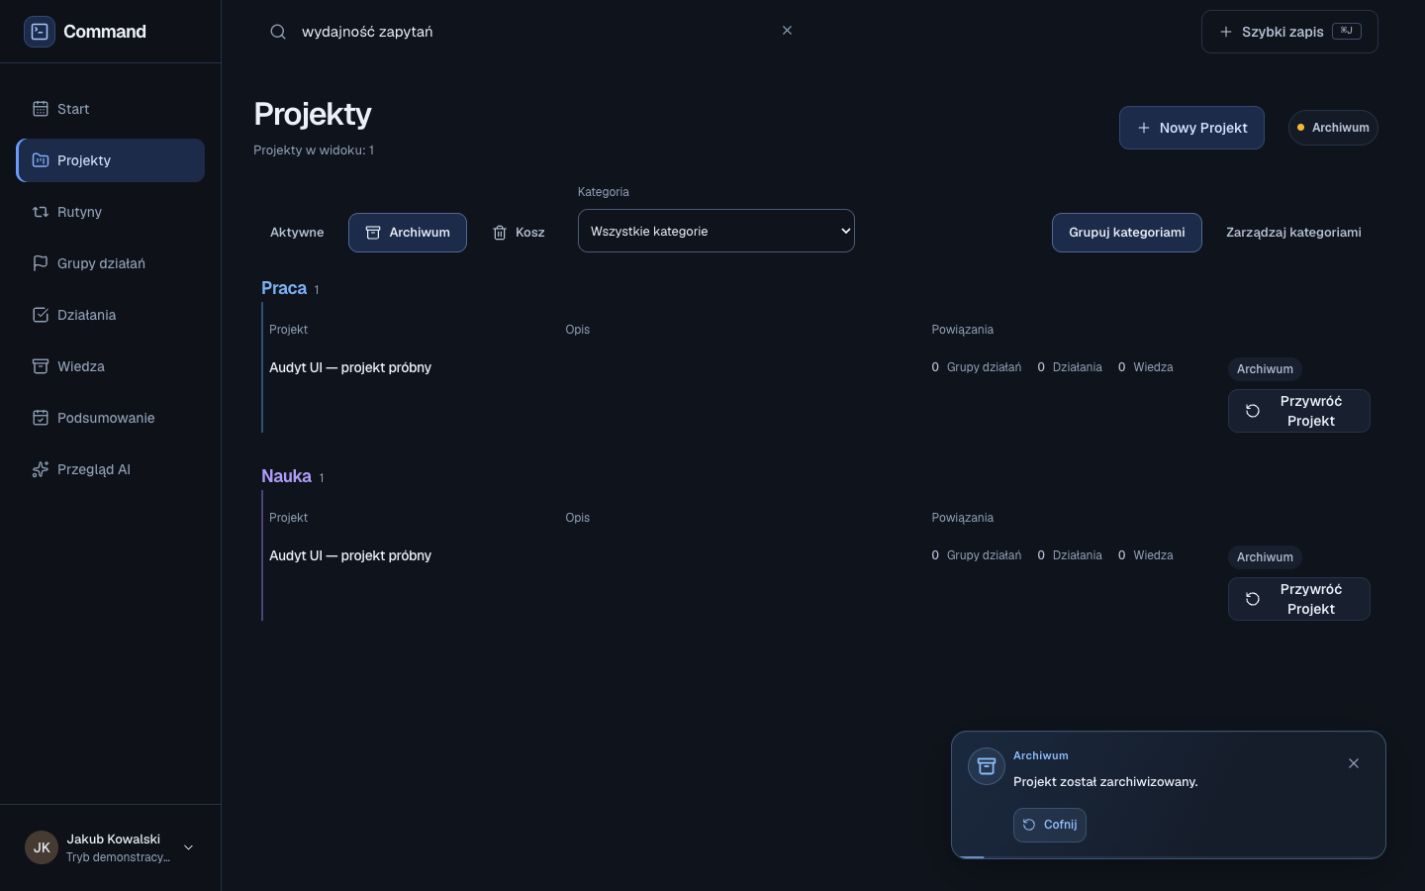 Command
wydajność zapytań
Szybki zapis ⌘J
Start
Projekty
Rutyny
Grupy działań
Działania
Wiedza
Podsumowanie
Przegląd AI
Projekty
Projekty w widoku: 1
Nowy Projekt
Archiwum
Kategoria
Aktywne
Archiwum
Kosz
Wszystkie kategorie
Grupuj kategoriami
Zarządzaj kategoriami
Praca 1
Projekt Opis Powiązania
Audyt UI — projekt próbny
0 Grupy działań 0 Działania 0 Wiedza
Archiwum
Przywróć
Projekt
Nauka 1
Projekt Opis Powiązania
Audyt UI — projekt próbny
0 Grupy działań 0 Działania 0 Wiedza
Archiwum
Przywróć
Projekt
Archiwum
Projekt został zarchiwizowany.
Cofnij
JK
Jakub Kowalski
Tryb demonstracy...